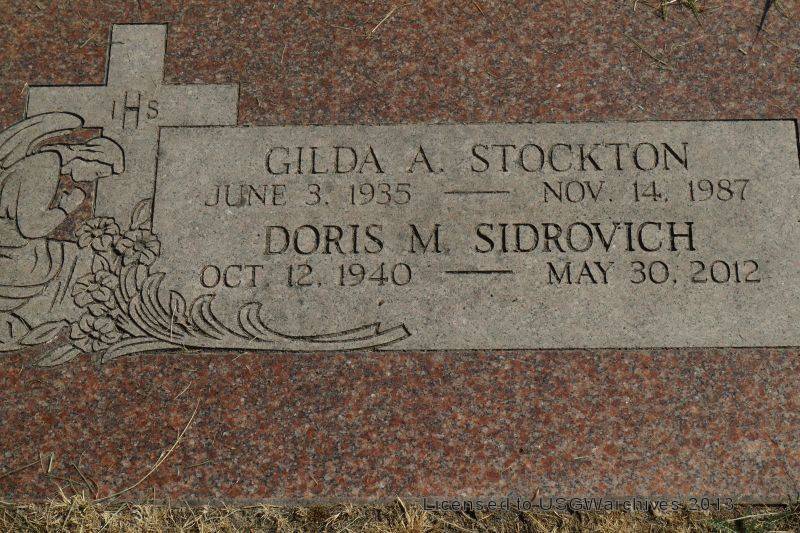 IHS
GILDA A. STOCKTON
JUNE 3, 1935 — NOV. 14, 1987
DORIS M. SIDROVICH
OCT. 12, 1940 — MAY 30, 2012
Licensed to USGWarchives 2013